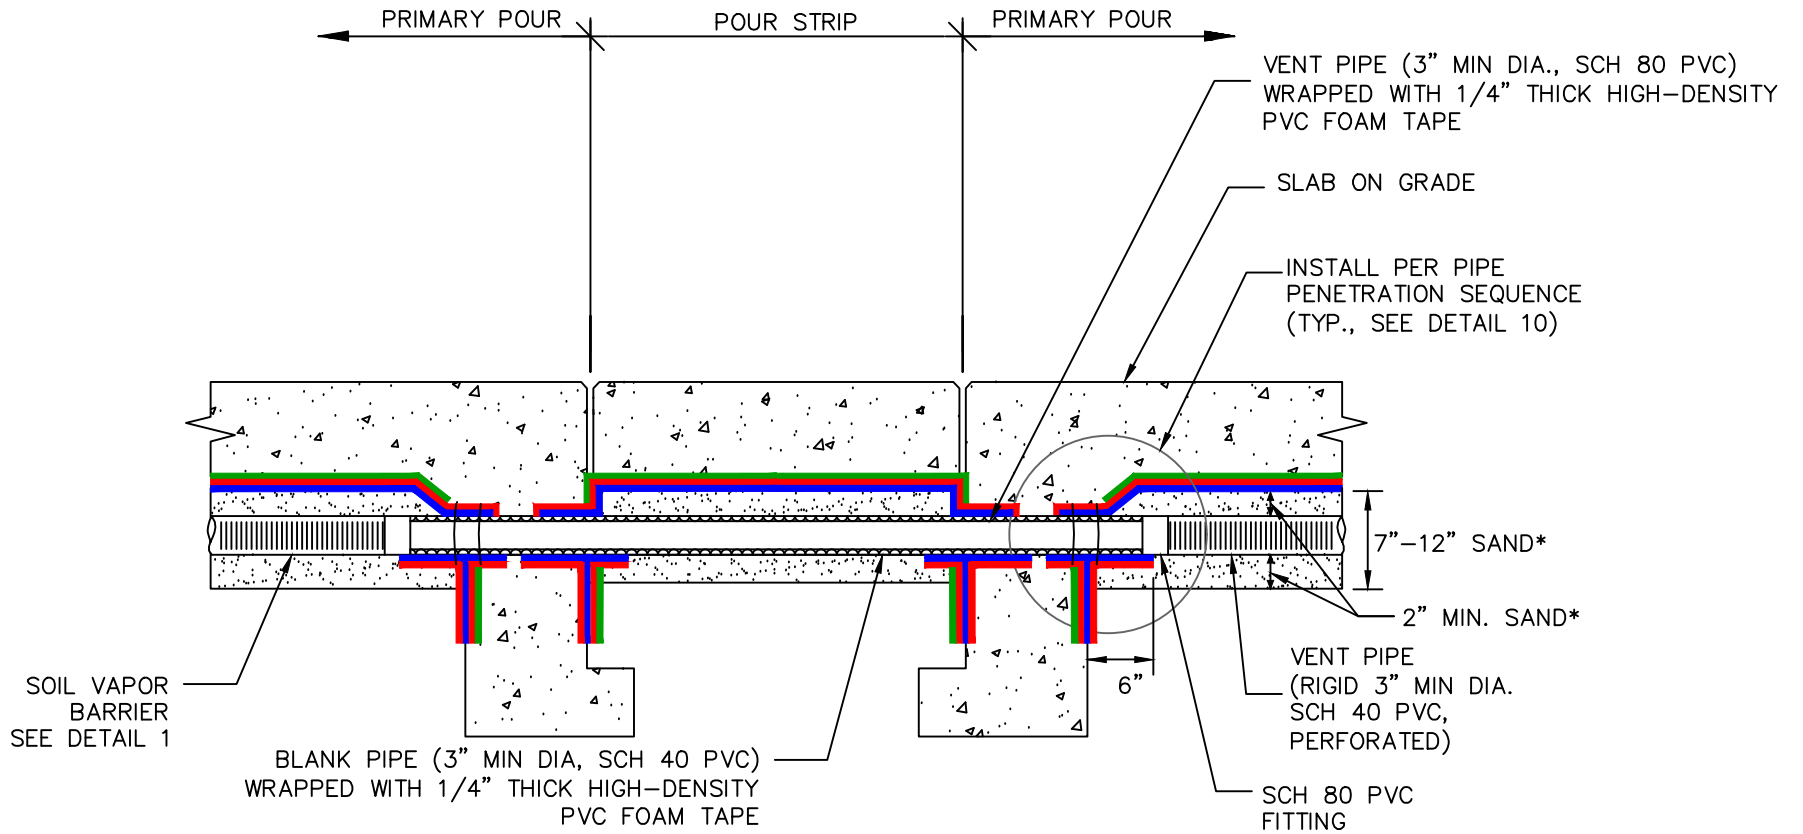 PRIMARY POUR
POUR STRIP
PRIMARY POUR
VENT PIPE (3" MIN DIA., SCH 80 PVC)
WRAPPED WITH 1/4" THICK HIGH-DENSITY
PVC FOAM TAPE
SLAB ON GRADE
INSTALL PER PIPE
PENETRATION SEQUENCE
(TYP., SEE DETAIL 10)
7"-12" SAND*
2" MIN. SAND*
6"
VENT PIPE
(RIGID 3" MIN DIA.
SCH 40 PVC,
PERFORATED)
SOIL VAPOR
BARRIER
SEE DETAIL 1
BLANK PIPE (3" MIN DIA, SCH 40 PVC)
WRAPPED WITH 1/4" THICK HIGH-DENSITY
PVC FOAM TAPE
SCH 80 PVC
FITTING